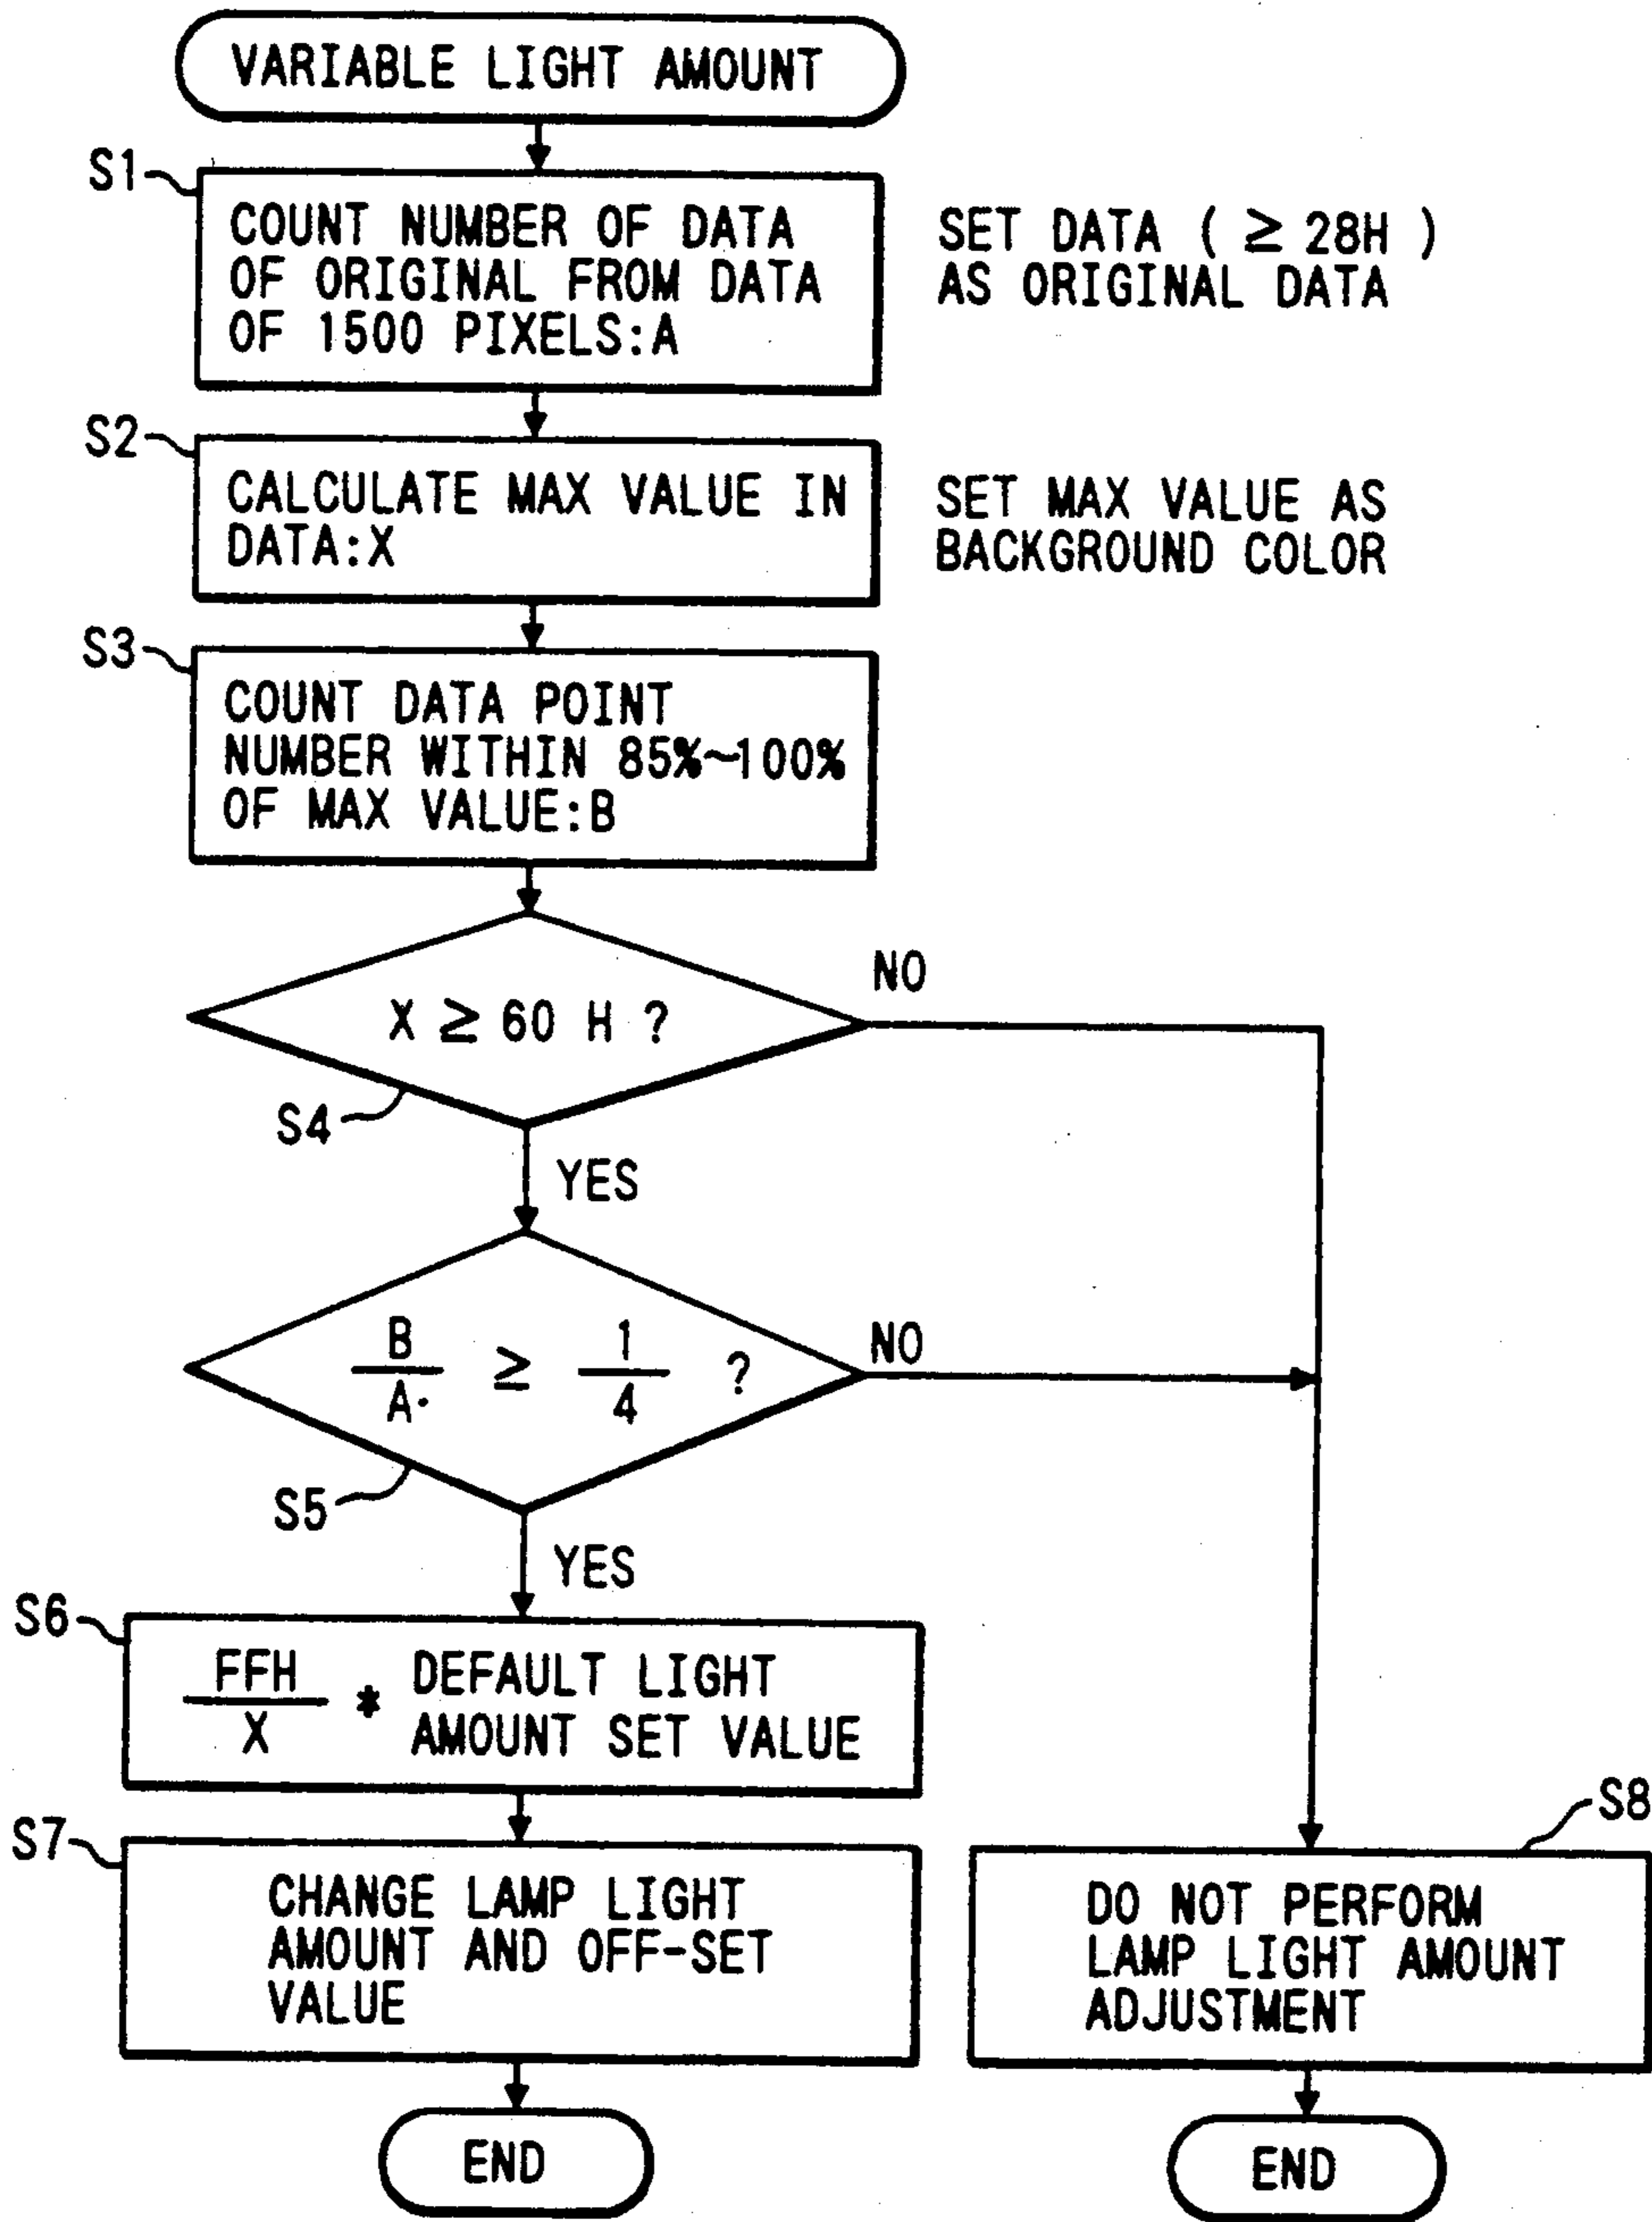 VARIABLE LIGHT AMOUNT
S1
COUNT NUMBER OF DATA
OF ORIGINAL FROM DATA
OF 1500 PIXELS:A
SET DATA ( ≥ 28H )
AS ORIGINAL DATA
S2
CALCULATE MAX VALUE IN
DATA:X
SET MAX VALUE AS
BACKGROUND COLOR
S3
COUNT DATA POINT
NUMBER WITHIN 85%~100%
OF MAX VALUE:B
X ≥ 60 H ?
NO
S4
YES
B/A ≥ 1/4 ?
NO
S5
YES
S6
FFH/X * DEFAULT LIGHT
AMOUNT SET VALUE
S7
CHANGE LAMP LIGHT
AMOUNT AND OFF-SET
VALUE
S8
DO NOT PERFORM
LAMP LIGHT AMOUNT
ADJUSTMENT
END
END